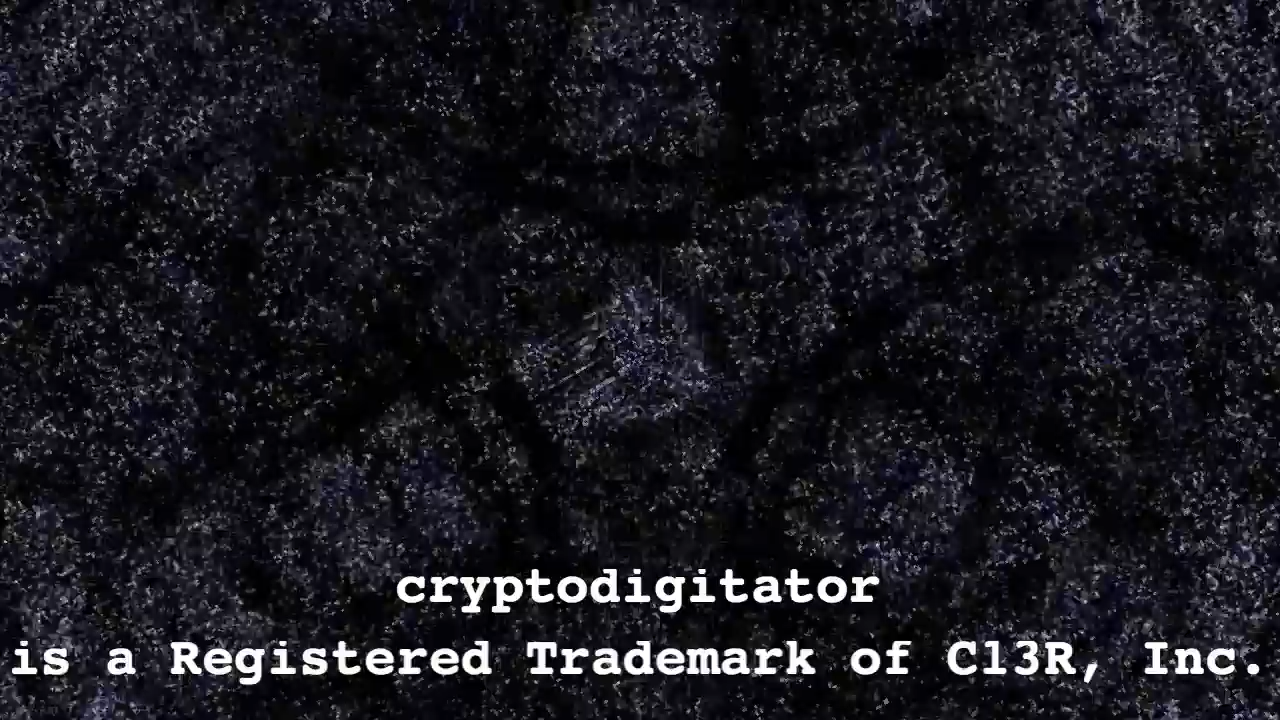 cryptodigitator
is a Registered Trademark of C13R, Inc.